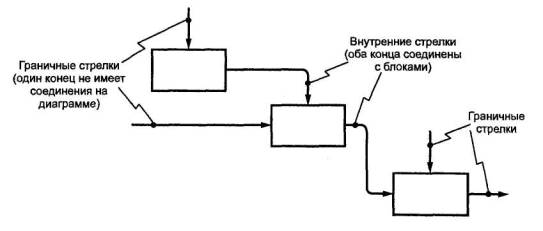 Граничные стрелки
(один конец не имеет
соединения на
диаграмме)
Внутренние стрелки
(оба конца соединены
с блоками)
Граничные
стрелки